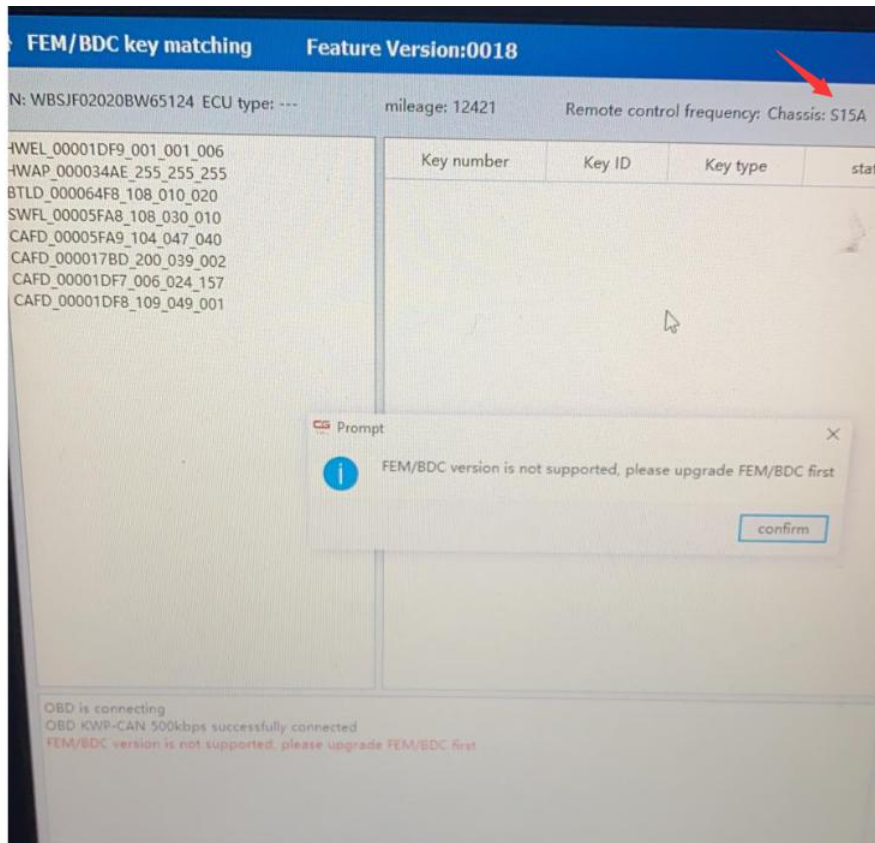 FEM/BDC key matching Feature Version:0018
N: WBSJF02020BW65124 ECU type: --- mileage: 12421 Remote control frequency: Chassis: S15A
HWEL_00001DF9_001_001_006
HWAP_000034AE_255_255_255
BTLD_000064F8_108_010_020
SWFL_00005FA8_108_030_010
CAFD_00005FA9_104_047_040
CAFD_000017BD_200_039_002
CAFD_00001DF7_006_024_157
CAFD_00001DF8_109_049_001
Key number Key ID Key type stat
CG Prompt
FEM/BDC version is not supported, please upgrade FEM/BDC first
confirm
OBD is connecting
OBD KWP-CAN 500kbps successfully connected
FEM/BDC version is not supported, please upgrade FEM/BDC first